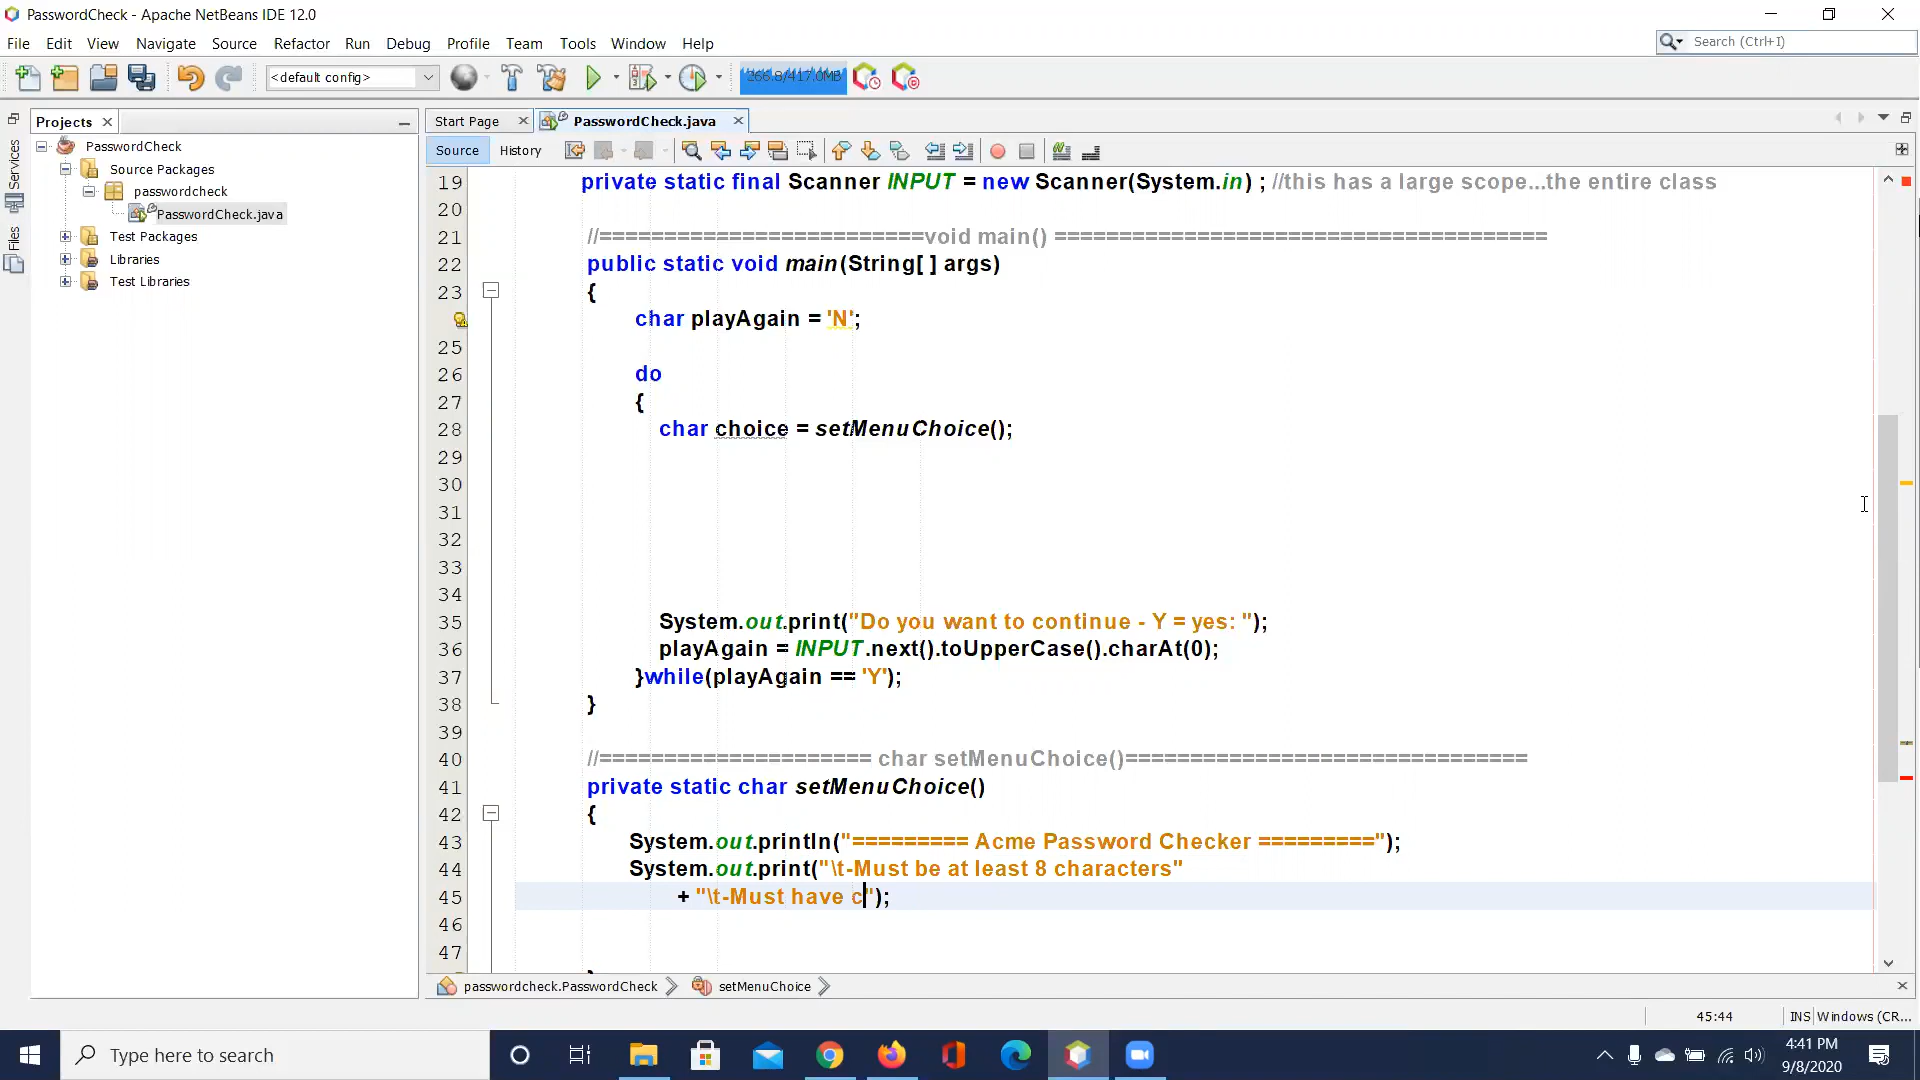 PasswordCheck - Apache NetBeans IDE 12.0
File Edit View Navigate Source Refactor Run Debug Profile Team Tools Window Help
Search (Ctrl+I)
<default config>
266.8/417.0MB
Projects
Start Page
PasswordCheck.java
Services
Files
PasswordCheck
Source Packages
passwordcheck
PasswordCheck.java
Test Packages
Libraries
Test Libraries
Source History
19 private static final Scanner INPUT = new Scanner(System.in) ; //this has a large scope...the entire class
20
21 //=========================void main() ======================================
22 public static void main(String[ ] args)
23 {
char playAgain = 'N';
25
26 do
27 {
28 char choice = setMenuChoice();
29
30
31
32
33
34
35 System.out.print("Do you want to continue - Y = yes: ");
36 playAgain = INPUT.next().toUpperCase().charAt(0);
37 }while(playAgain == 'Y');
38 }
39
40 //===================== char setMenuChoice()===============================
41 private static char setMenuChoice()
42 {
43 System.out.println("========= Acme Password Checker =========");
44 System.out.print("\t-Must be at least 8 characters"
45 + "\t-Must have c");
46
47
passwordcheck.PasswordCheck
setMenuChoice
45:44
INS
Windows (CR...
Type here to search
4:41 PM
9/8/2020